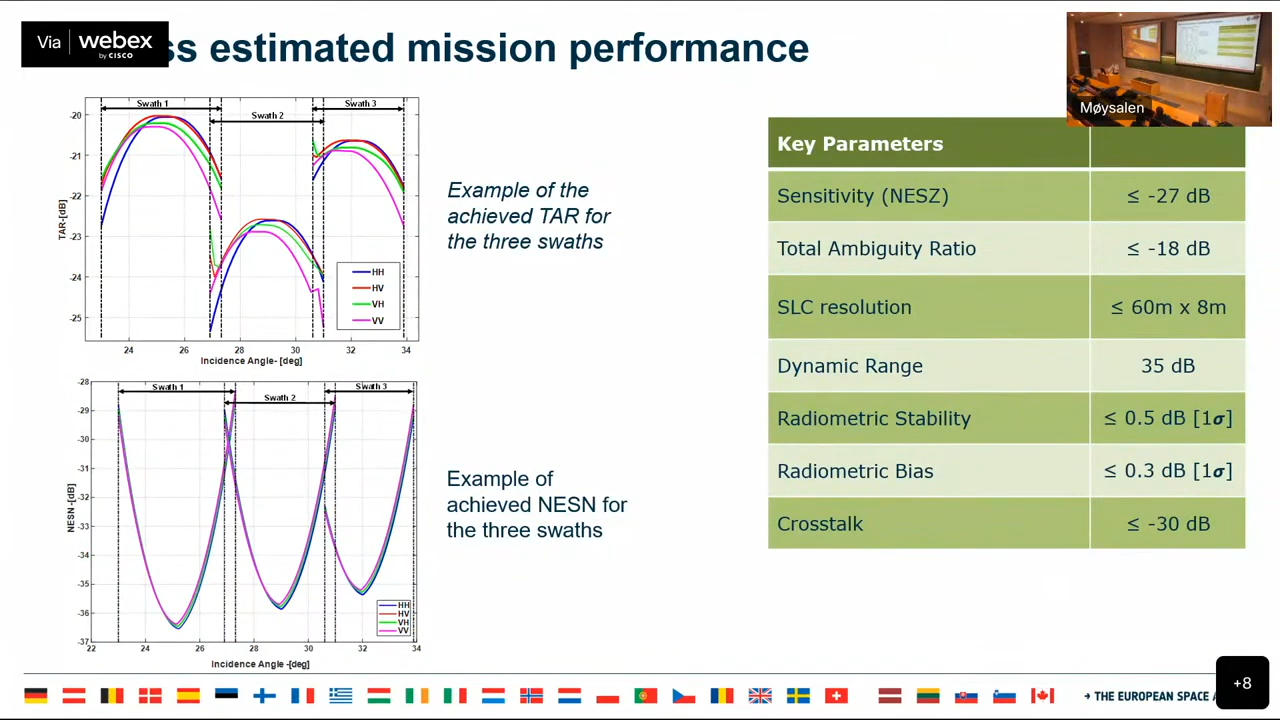 Via webex
by CISCO
ss estimated mission performance
Møysalen
Swath 1
Swath 2
Swath 3
-20
-21
-22
-23
-24
-25
TAR-[dB]
HH
HV
VH
VV
24
26
28
30
32
34
Incidence Angle- [deg]
Example of the
achieved TAR for
the three swaths
Swath 1
Swath 2
Swath 3
-28
-29
-30
-31
-32
-33
-34
-35
-36
-37
NESN-[dB]
HH
HV
VH
VV
22
24
26
28
30
32
34
Incidence Angle -[deg]
Example of
achieved NESN for
the three swaths
Key Parameters
Sensitivity (NESZ) ≤ -27 dB
Total Ambiguity Ratio ≤ -18 dB
SLC resolution ≤ 60m x 8m
Dynamic Range 35 dB
Radiometric Stability ≤ 0.5 dB [1σ]
Radiometric Bias ≤ 0.3 dB [1σ]
Crosstalk ≤ -30 dB
→ THE EUROPEAN SPACE
+8